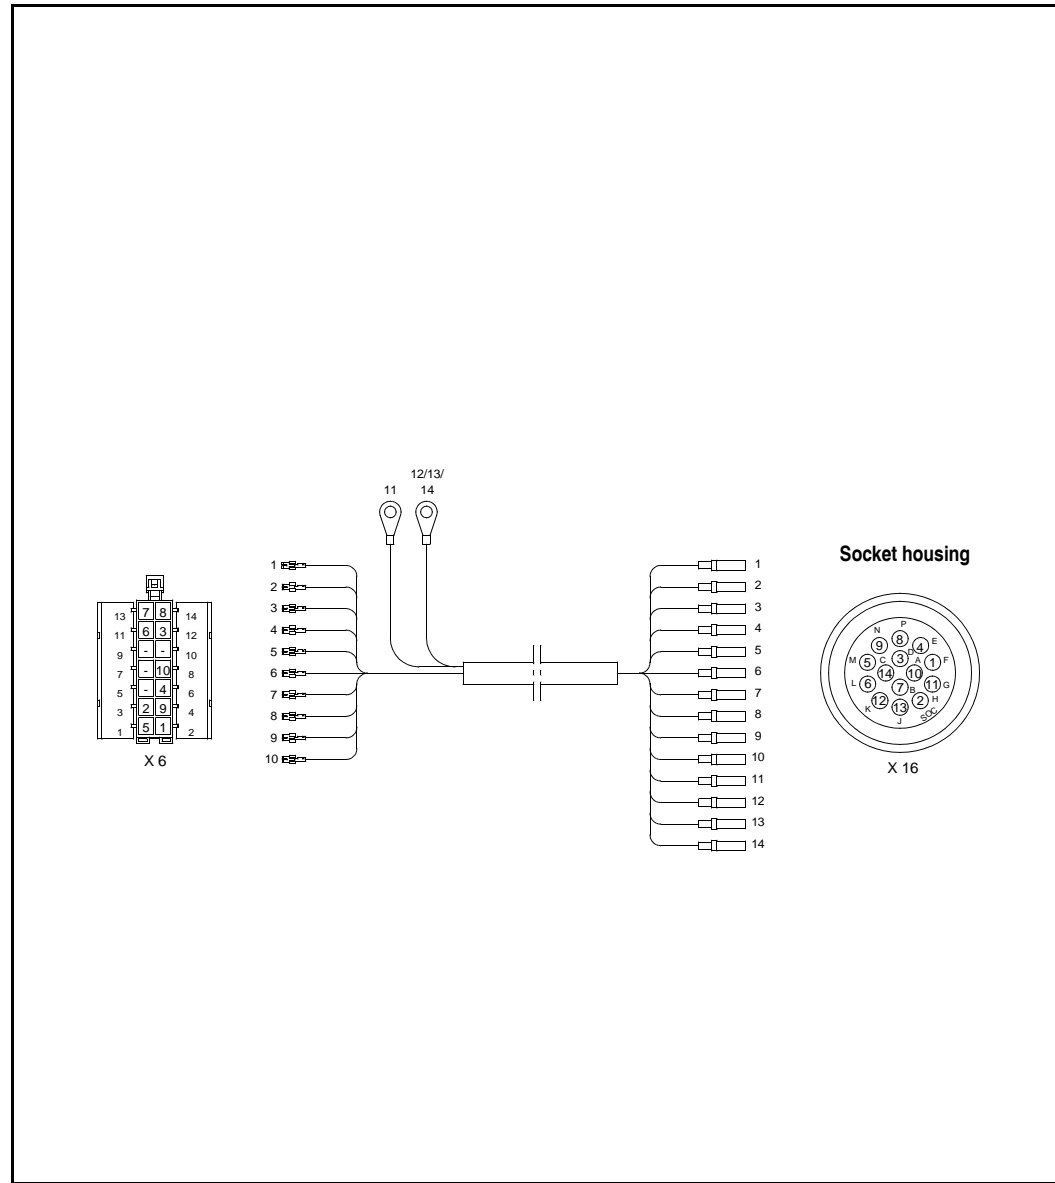 12/13/
11 14
Socket housing
1 1
2 2
3 3
4 4
5 5
6 6
7 7
8 8
9 9
10 10
11
12
13
14
13 7 8 14
11 6 3 12
9 - - 10
7 - 10 8
5 - 4 6
3 2 9 4
1 5 1 2
X 6
P
N 8 E
9 D 4
M 5 C 3 A 1 F
14 10
L 6 7 B 11 G
K 12 13 2 H
J SOC
X 16